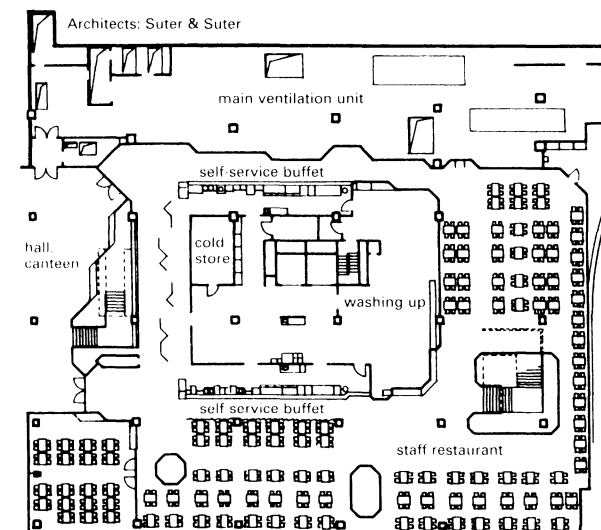 Architects: Suter & Suter
main ventilation unit
self-service buffet
hall,
canteen
cold
store
washing up
self service buffet
staff restaurant